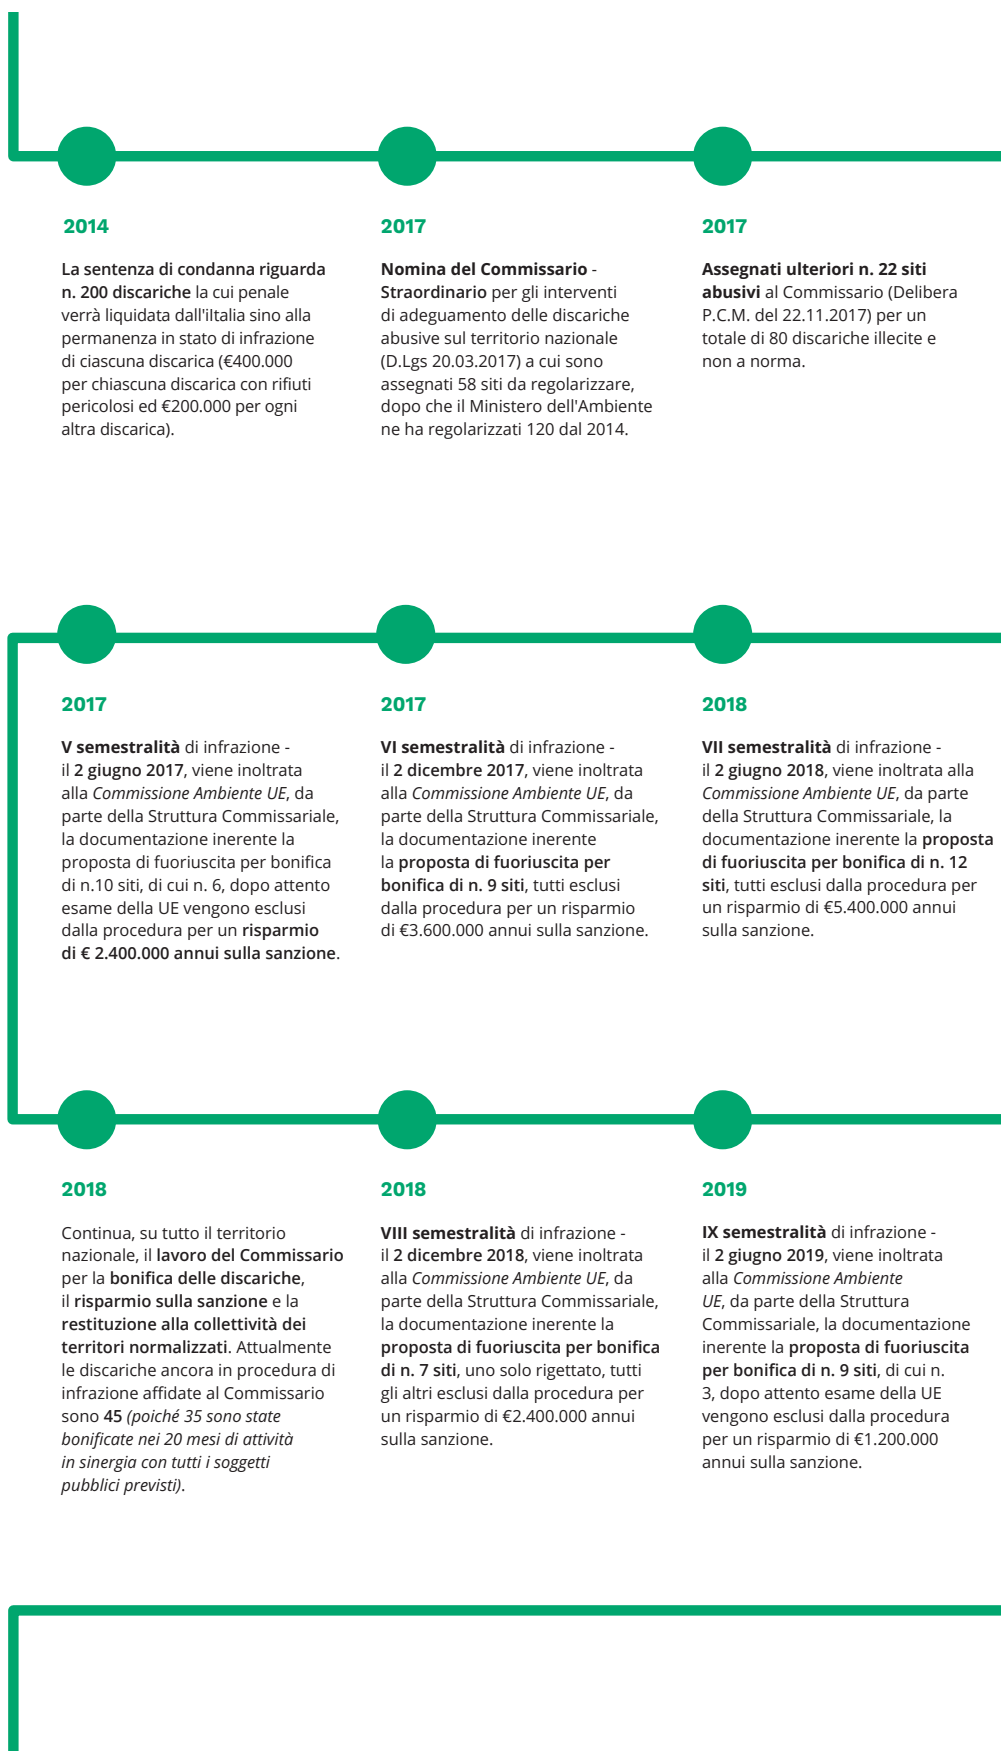 2014
La sentenza di condanna riguarda
n. 200 discariche la cui penale
verrà liquidata dall'iItalia sino alla
permanenza in stato di infrazione
di ciascuna discarica (€400.000
per chiascuna discarica con rifiuti
pericolosi ed €200.000 per ogni
altra discarica).
2017
Nomina del Commissario -
Straordinario per gli interventi
di adeguamento delle discariche
abusive sul territorio nazionale
(D.Lgs 20.03.2017) a cui sono
assegnati 58 siti da regolarizzare,
dopo che il Ministero dell'Ambiente
ne ha regolarizzati 120 dal 2014.
2017
Assegnati ulteriori n. 22 siti
abusivi al Commissario (Delibera
P.C.M. del 22.11.2017) per un
totale di 80 discariche illecite e
non a norma.
2017
V semestralità di infrazione -
il 2 giugno 2017, viene inoltrata
alla Commissione Ambiente UE, da
parte della Struttura Commissariale,
la documentazione inerente la
proposta di fuoriuscita per bonifica
di n.10 siti, di cui n. 6, dopo attento
esame della UE vengono esclusi
dalla procedura per un risparmio
di € 2.400.000 annui sulla sanzione.
2017
VI semestralità di infrazione -
il 2 dicembre 2017, viene inoltrata
alla Commissione Ambiente UE, da
parte della Struttura Commissariale,
la documentazione inerente
la proposta di fuoriuscita per
bonifica di n. 9 siti, tutti esclusi
dalla procedura per un risparmio
di €3.600.000 annui sulla sanzione.
2018
VII semestralità di infrazione -
il 2 giugno 2018, viene inoltrata alla
Commissione Ambiente UE, da parte
della Struttura Commissariale, la
documentazione inerente la proposta
di fuoriuscita per bonifica di n. 12
siti, tutti esclusi dalla procedura per
un risparmio di €5.400.000 annui
sulla sanzione.
2018
Continua, su tutto il territorio
nazionale, il lavoro del Commissario
per la bonifica delle discariche,
il risparmio sulla sanzione e la
restituzione alla collettività dei
territori normalizzati. Attualmente
le discariche ancora in procedura di
infrazione affidate al Commissario
sono 45 (poiché 35 sono state
bonificate nei 20 mesi di attività
in sinergia con tutti i soggetti
pubblici previsti).
2018
VIII semestralità di infrazione -
il 2 dicembre 2018, viene inoltrata
alla Commissione Ambiente UE, da
parte della Struttura Commissariale,
la documentazione inerente la
proposta di fuoriuscita per bonifica
di n. 7 siti, uno solo rigettato, tutti
gli altri esclusi dalla procedura per
un risparmio di €2.400.000 annui
sulla sanzione.
2019
IX semestralità di infrazione -
il 2 giugno 2019, viene inoltrata
alla Commissione Ambiente
UE, da parte della Struttura
Commissariale, la documentazione
inerente la proposta di fuoriuscita
per bonifica di n. 9 siti, di cui n.
3, dopo attento esame della UE
vengono esclusi dalla procedura
per un risparmio di €1.200.000
annui sulla sanzione.